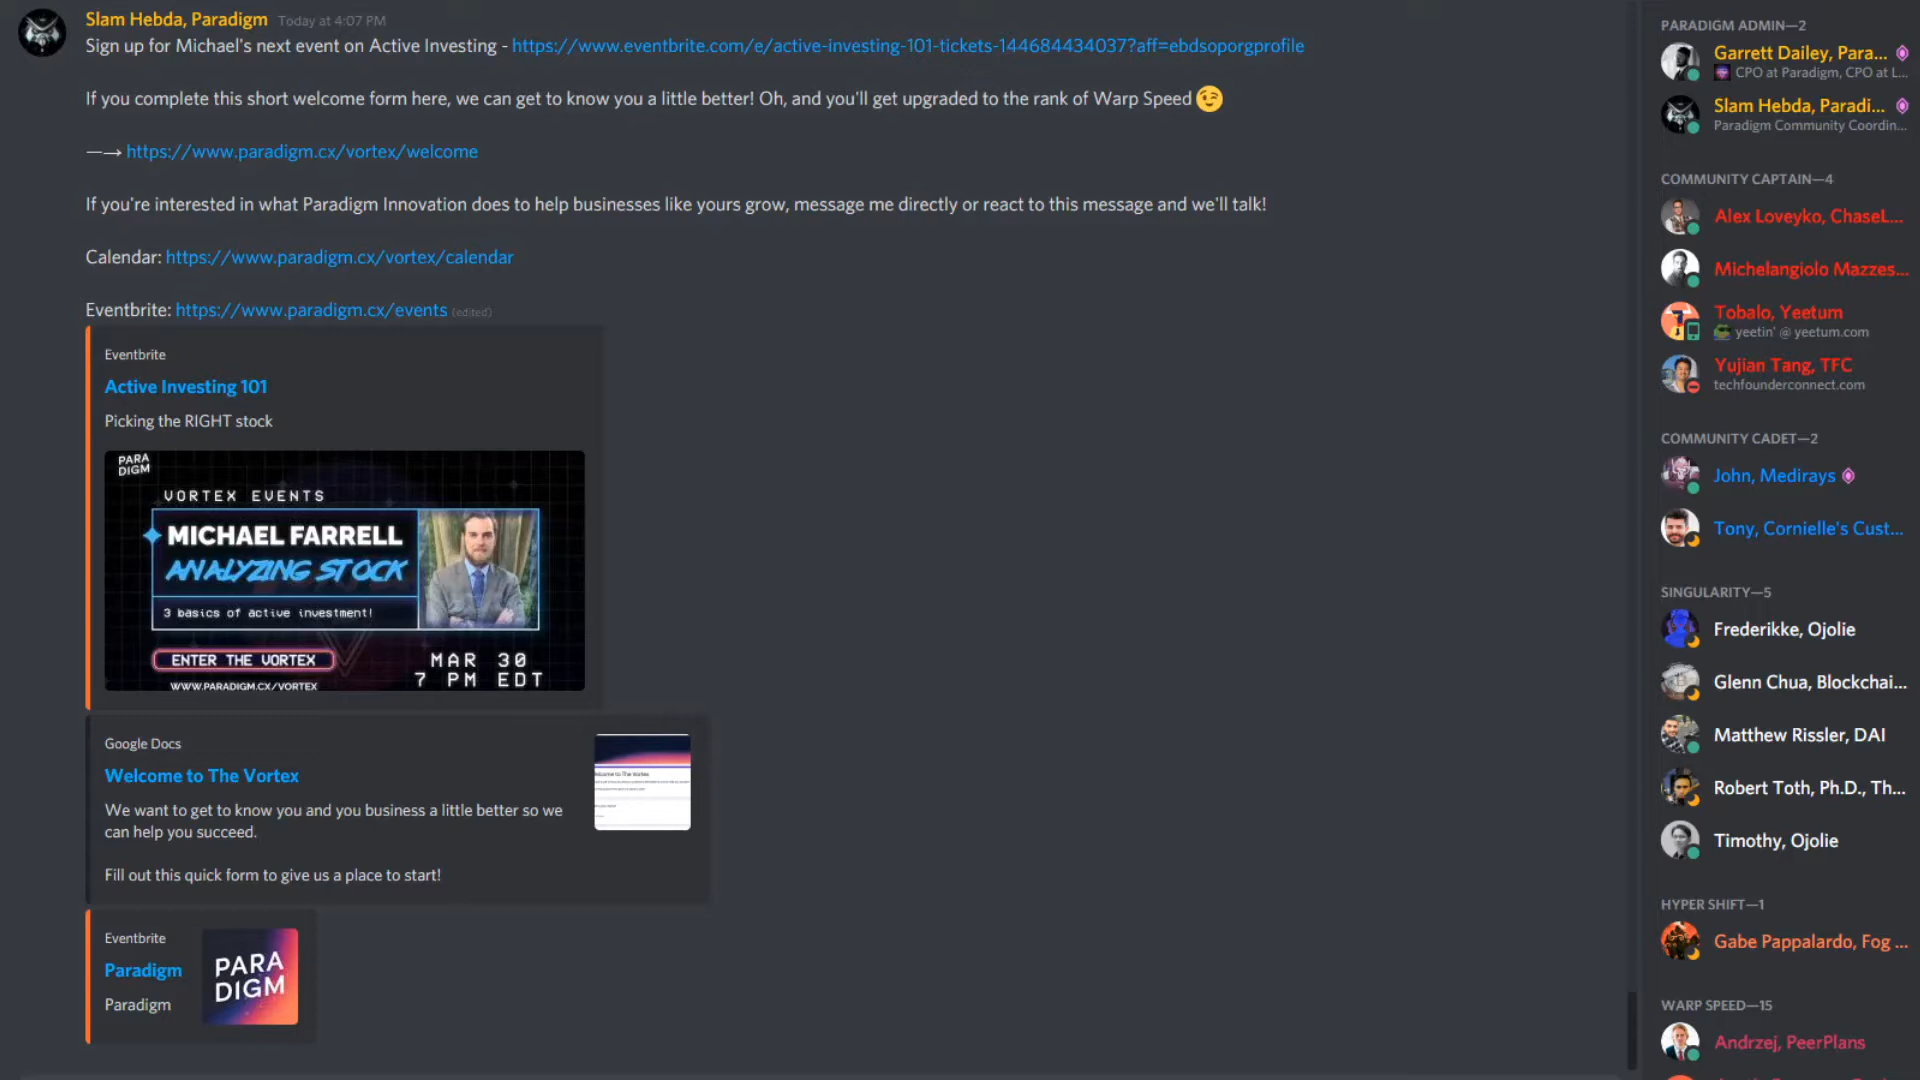 Slam Hebda, Paradigm Today at 4:07 PM
Sign up for Michael's next event on Active Investing - https://www.eventbrite.com/e/active-investing-101-tickets-144684434037?aff=ebdsoporgprofile
If you complete this short welcome form here, we can get to know you a little better! Oh, and you'll get upgraded to the rank of Warp Speed 😉
—→ https://www.paradigm.cx/vortex/welcome
If you're interested in what Paradigm Innovation does to help businesses like yours grow, message me directly or react to this message and we'll talk!
Calendar: https://www.paradigm.cx/vortex/calendar
Eventbrite: https://www.paradigm.cx/events (edited)
Eventbrite
Active Investing 101
Picking the RIGHT stock
PARA
DIGM
VORTEX EVENTS
MICHAEL FARRELL
ANALYZING STOCK
3 basics of active investment!
ENTER THE VORTEX
WWW.PARADIGM.CX/VORTEX
MAR 30
7 PM EDT
Google Docs
Welcome to The Vortex
We want to get to know you and you business a little better so we
can help you succeed.
Fill out this quick form to give us a place to start!
Welcome to The Vortex
Eventbrite
Paradigm
Paradigm
PARA
DIGM
PARADIGM ADMIN—2
Garrett Dailey, Para...
CPO at Paradigm, CPO at L...
Slam Hebda, Paradi...
Paradigm Community Coordin...
COMMUNITY CAPTAIN—4
Alex Loveyko, ChaseL...
Michelangiolo Mazzes...
Tobalo, Yeetum
yeetin' @ yeetum.com
Yujian Tang, TFC
techfounderconnect.com
COMMUNITY CADET—2
John, Medirays
Tony, Cornielle's Cust...
SINGULARITY—5
Frederikke, Ojolie
Glenn Chua, Blockchai...
Matthew Rissler, DAI
Robert Toth, Ph.D., Th...
Timothy, Ojolie
HYPER SHIFT—1
Gabe Pappalardo, Fog ...
WARP SPEED—15
Andrzej, PeerPlans